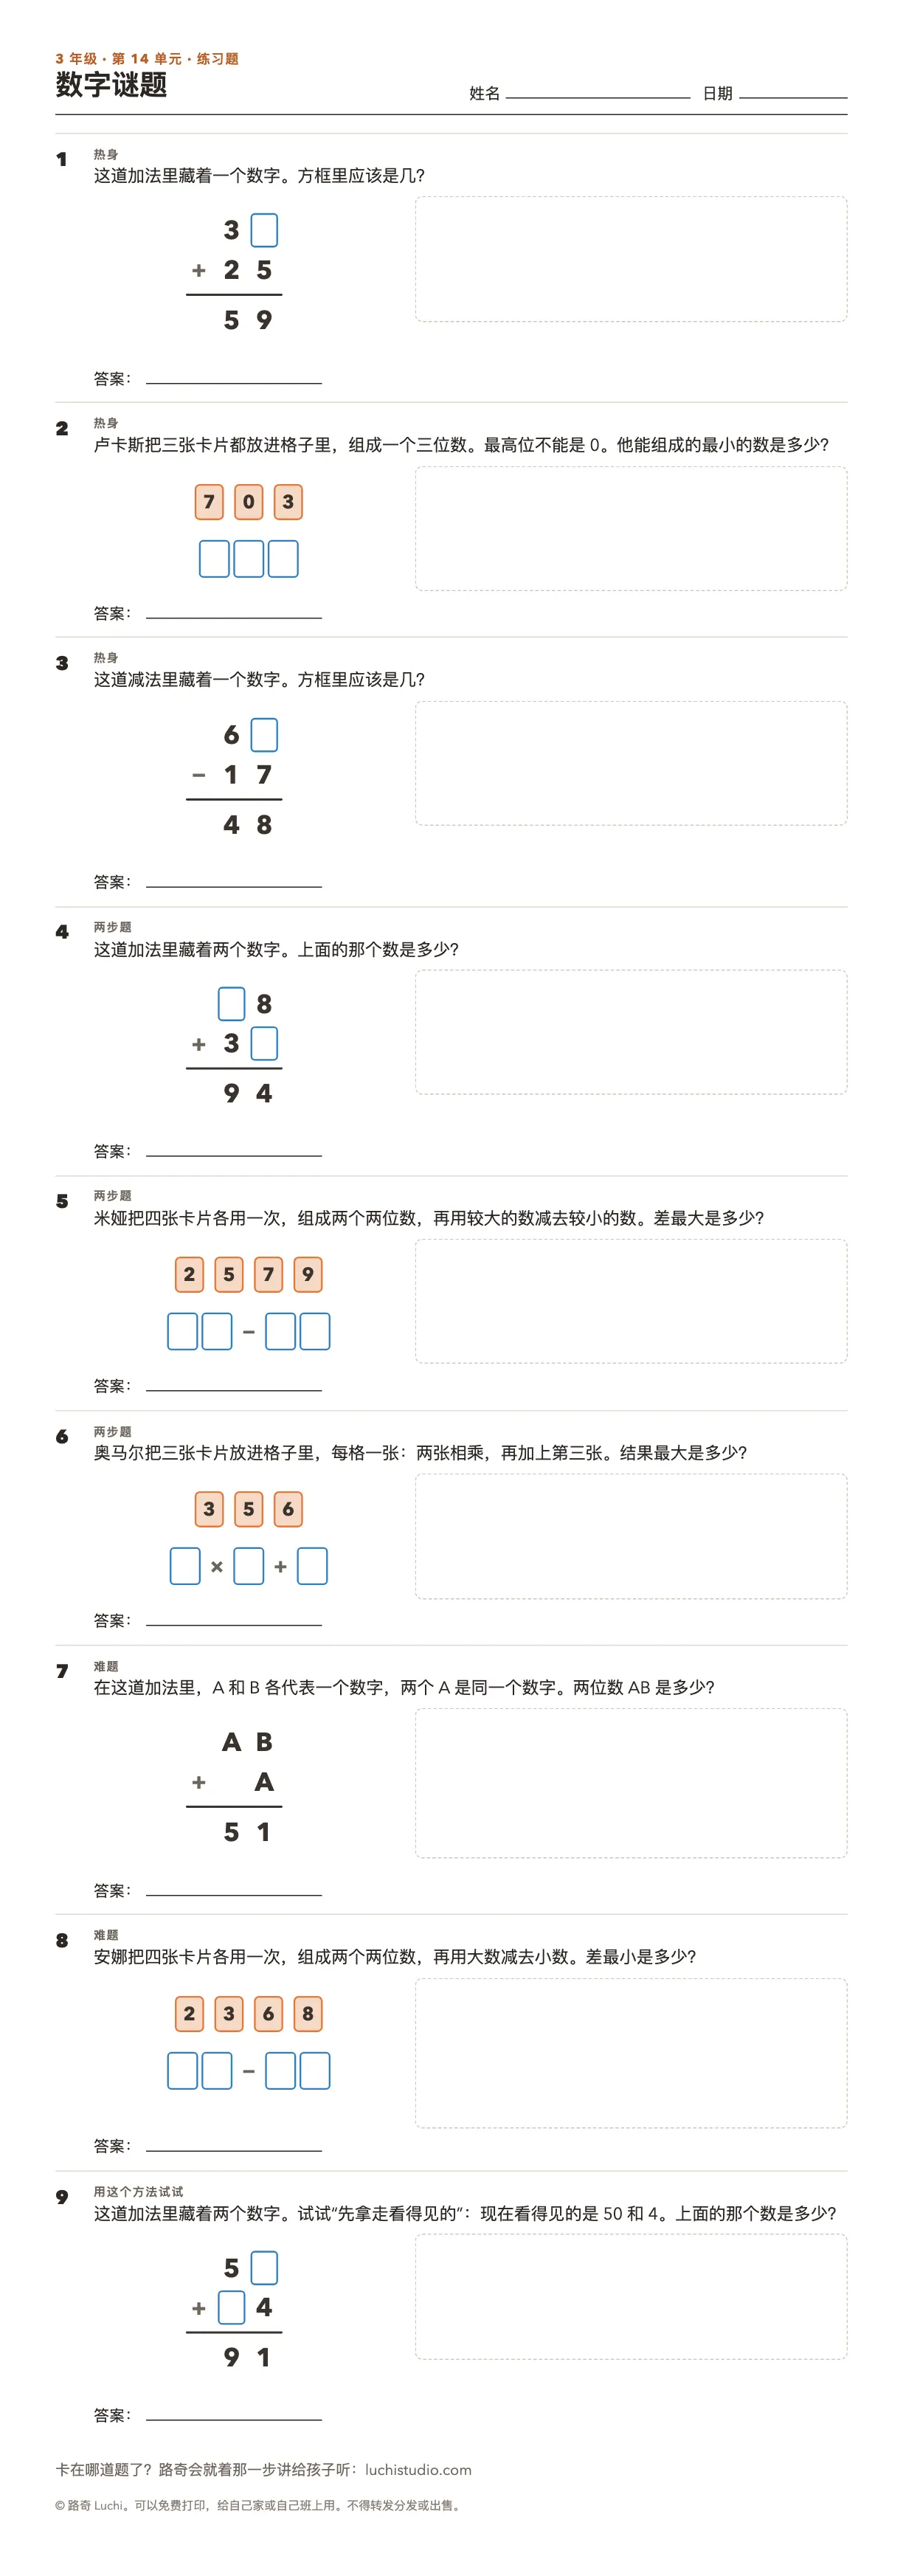 3 年级 · 第 14 单元 · 练习题
数字谜题
姓名 日期
1 热身
这道加法里藏着一个数字。方框里应该是几？
3
+ 2 5
5 9
答案：
2 热身
卢卡斯把三张卡片都放进格子里，组成一个三位数。最高位不能是 0。他能组成的最小的数是多少？
7 0 3
答案：
3 热身
这道减法里藏着一个数字。方框里应该是几？
6
− 1 7
4 8
答案：
4 两步题
这道加法里藏着两个数字。上面的那个数是多少？
8
+ 3
9 4
答案：
5 两步题
米娅把四张卡片各用一次，组成两个两位数，再用较大的数减去较小的数。差最大是多少？
2 5 7 9
−
答案：
6 两步题
奥马尔把三张卡片放进格子里，每格一张：两张相乘，再加上第三张。结果最大是多少？
3 5 6
× +
答案：
7 难题
在这道加法里，A 和 B 各代表一个数字，两个 A 是同一个数字。两位数 AB 是多少？
A B
+ A
5 1
答案：
8 难题
安娜把四张卡片各用一次，组成两个两位数，再用大数减去小数。差最小是多少？
2 3 6 8
−
答案：
9 用这个方法试试
这道加法里藏着两个数字。试试“先拿走看得见的”：现在看得见的是 50 和 4。上面的那个数是多少？
5
+ 4
9 1
答案：
卡在哪道题了？路奇会就着那一步讲给孩子听：luchistudio.com
© 路奇 Luchi。可以免费打印，给自己家或自己班上用。不得转发分发或出售。